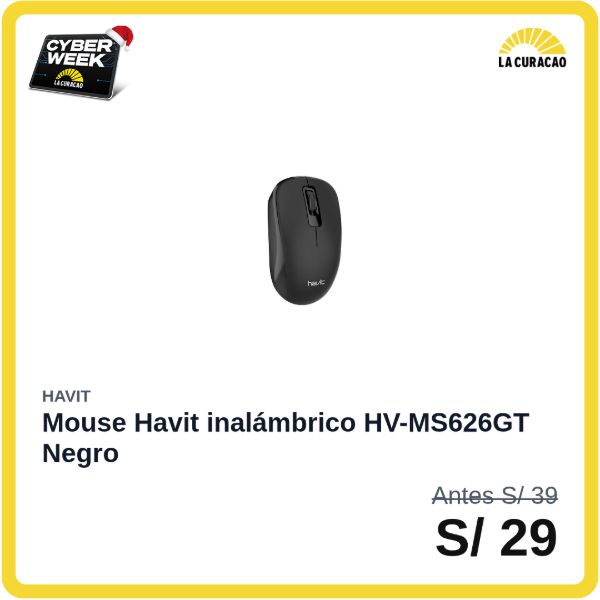 CYBER
WEEK
LA CURACAO
LA CURACAO
havit
HAVIT
Mouse Havit inalámbrico HV-MS626GT
Negro
Antes S/ 39
S/ 29